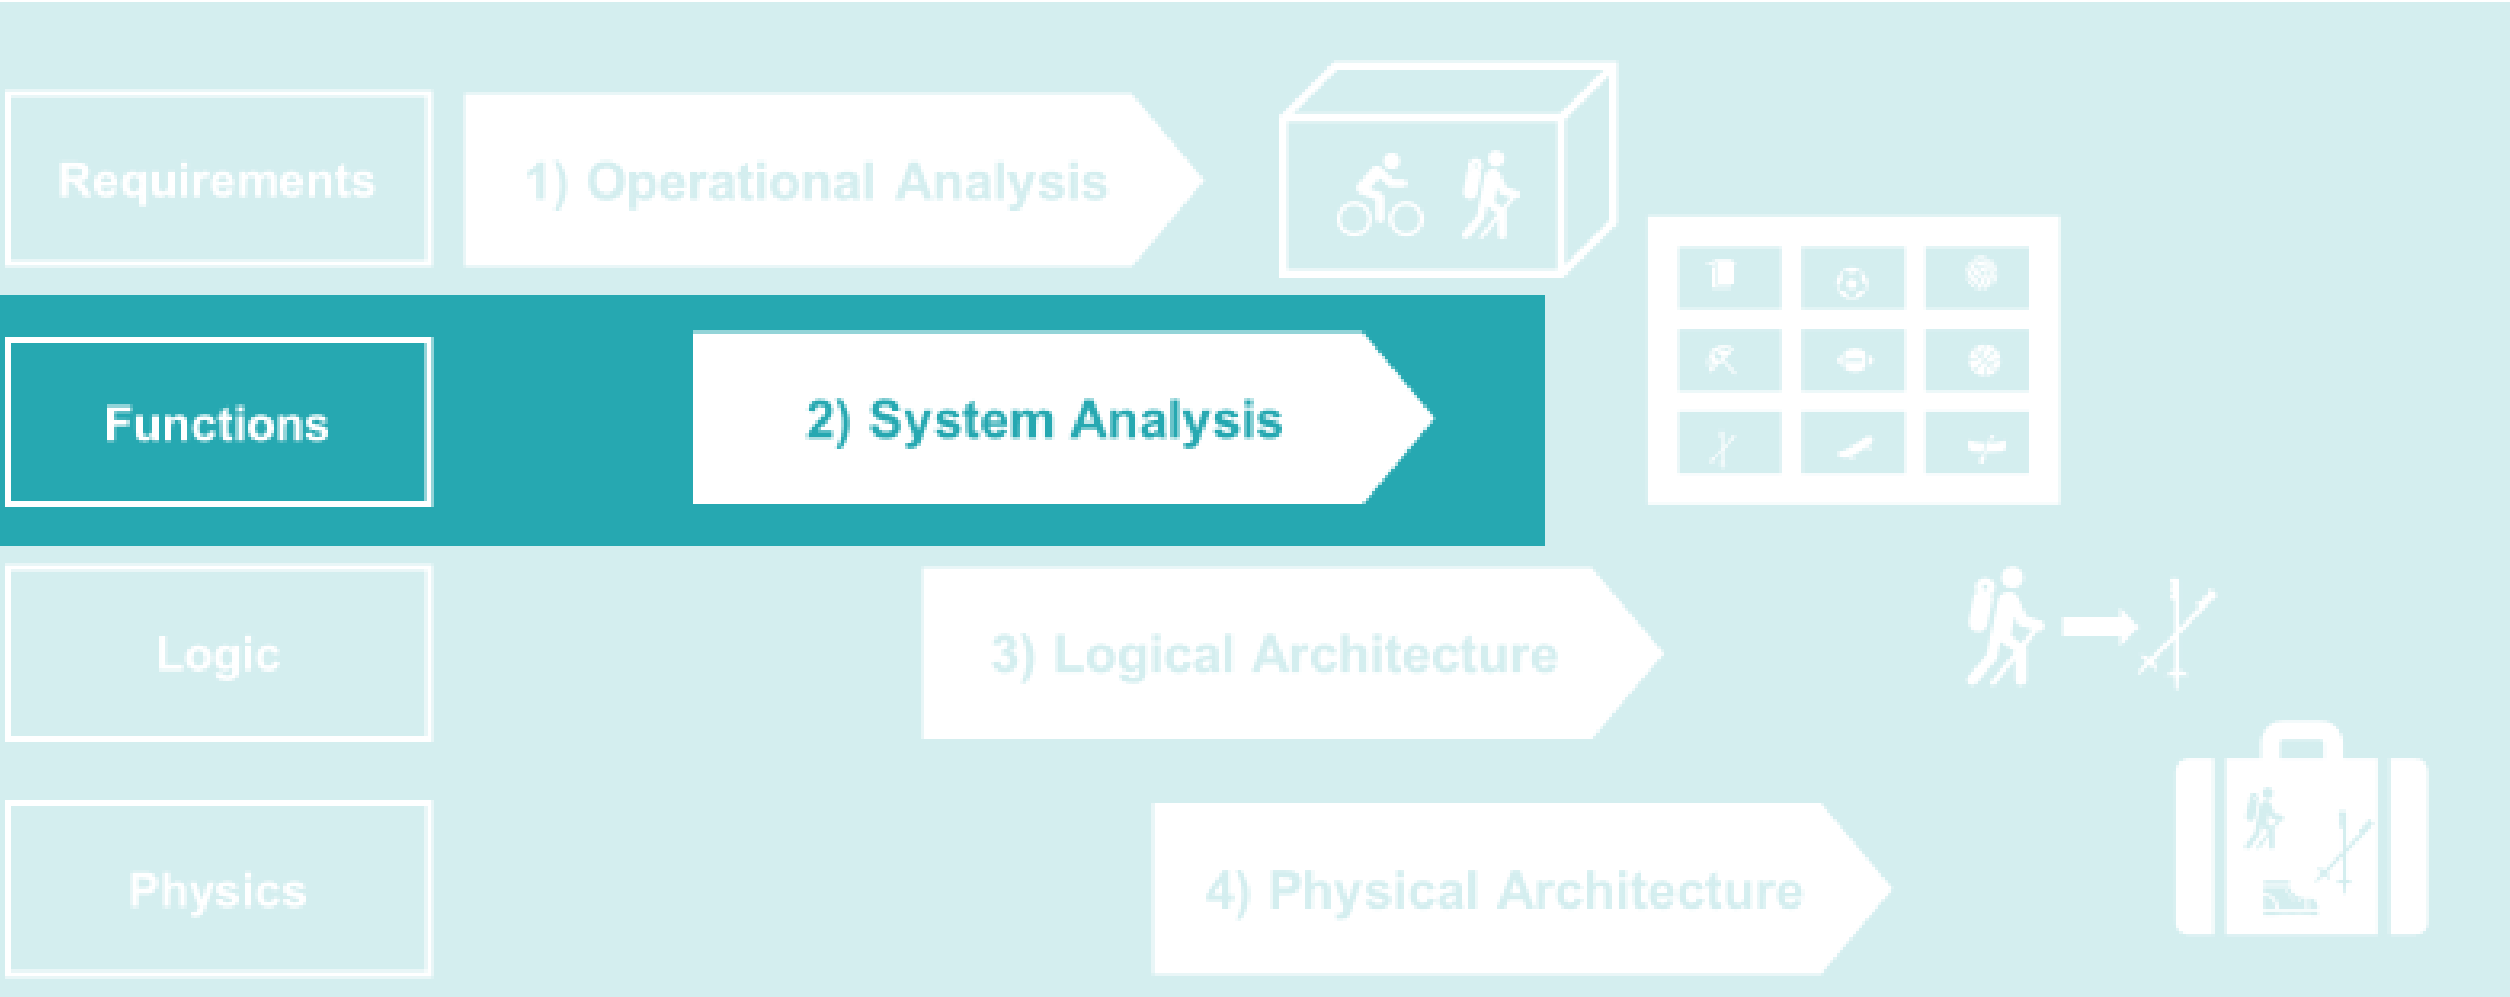 Requirements
1) Operational Analysis
Functions
2) System Analysis
Logic
3) Logical Architecture
Physics
4) Physical Architecture